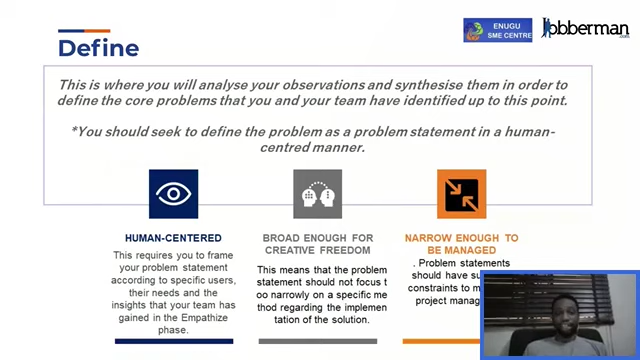 Define
ENUGU
SME CENTRE
Jobberman.com
This is where you will analyse your observations and synthesise them in order to
define the core problems that you and your team have identified up to this point.
*You should seek to define the problem as a problem statement in a human-
centred manner.
HUMAN-CENTERED
This requires you to frame
your problem statement
according to specific users,
their needs and the
insights that your team has
gained in the Empathize
phase.
BROAD ENOUGH FOR
CREATIVE FREEDOM
This means that the problem
statement should not focus t
oo narrowly on a specific me
thod regarding the implemen
tation of the solution.
NARROW ENOUGH TO
BE MANAGED
. Problem statements
should have
constraints to
project